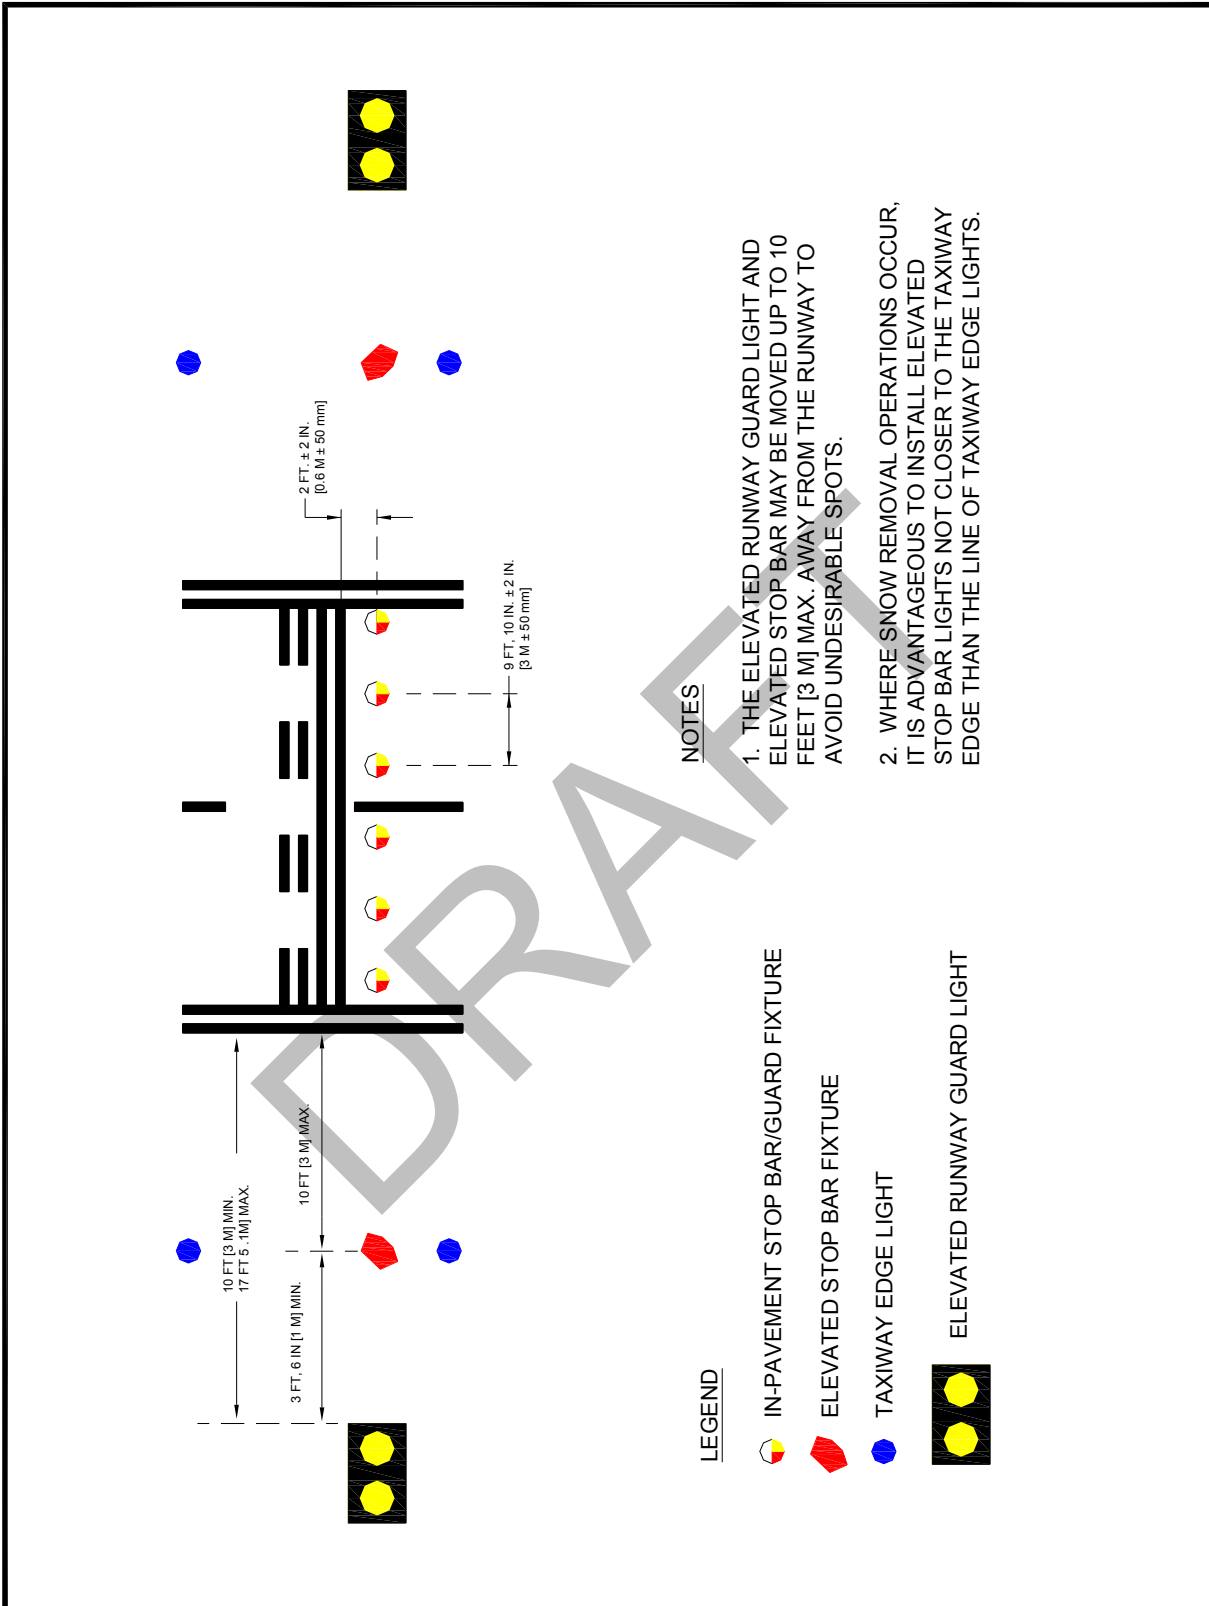 10 FT [3 M] MIN.
17 FT 5 .1M] MAX.
3 FT, 6 IN [1 M] MIN.
10 FT [3 M] MAX.
2 FT. ± 2 IN.
[0.6 M ± 50 mm]
9 FT, 10 IN. ± 2 IN.
[3 M ± 50 mm]
LEGEND
IN-PAVEMENT STOP BAR/GUARD FIXTURE
ELEVATED STOP BAR FIXTURE
TAXIWAY EDGE LIGHT
ELEVATED RUNWAY GUARD LIGHT
NOTES
1. THE ELEVATED RUNWAY GUARD LIGHT AND
ELEVATED STOP BAR MAY BE MOVED UP TO 10
FEET [3 M] MAX. AWAY FROM THE RUNWAY TO
AVOID UNDESIRABLE SPOTS.
2. WHERE SNOW REMOVAL OPERATIONS OCCUR,
IT IS ADVANTAGEOUS TO INSTALL ELEVATED
STOP BAR LIGHTS NOT CLOSER TO THE TAXIWAY
EDGE THAN THE LINE OF TAXIWAY EDGE LIGHTS.
DRAFT